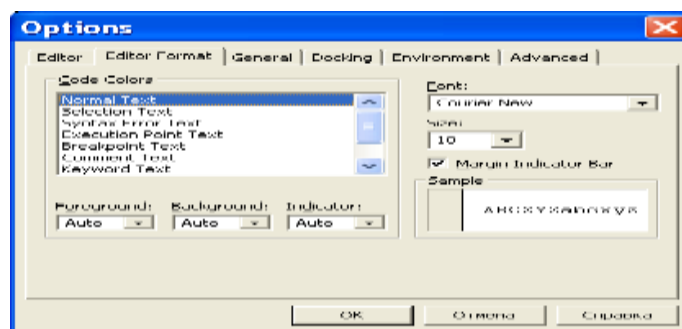 Options
Editor Editor Format General Docking Environment Advanced
Code Colors
Normal Text
Selection Text
Syntax Error Text
Execution Point Text
Breakpoint Text
Comment Text
Keyword Text
Foreground: Background: Indicator:
Auto Auto Auto
Font:
Courier New
Size:
10
Margin Indicator Bar
Sample
ABCXYZabcxyz
OK Отмена Справка